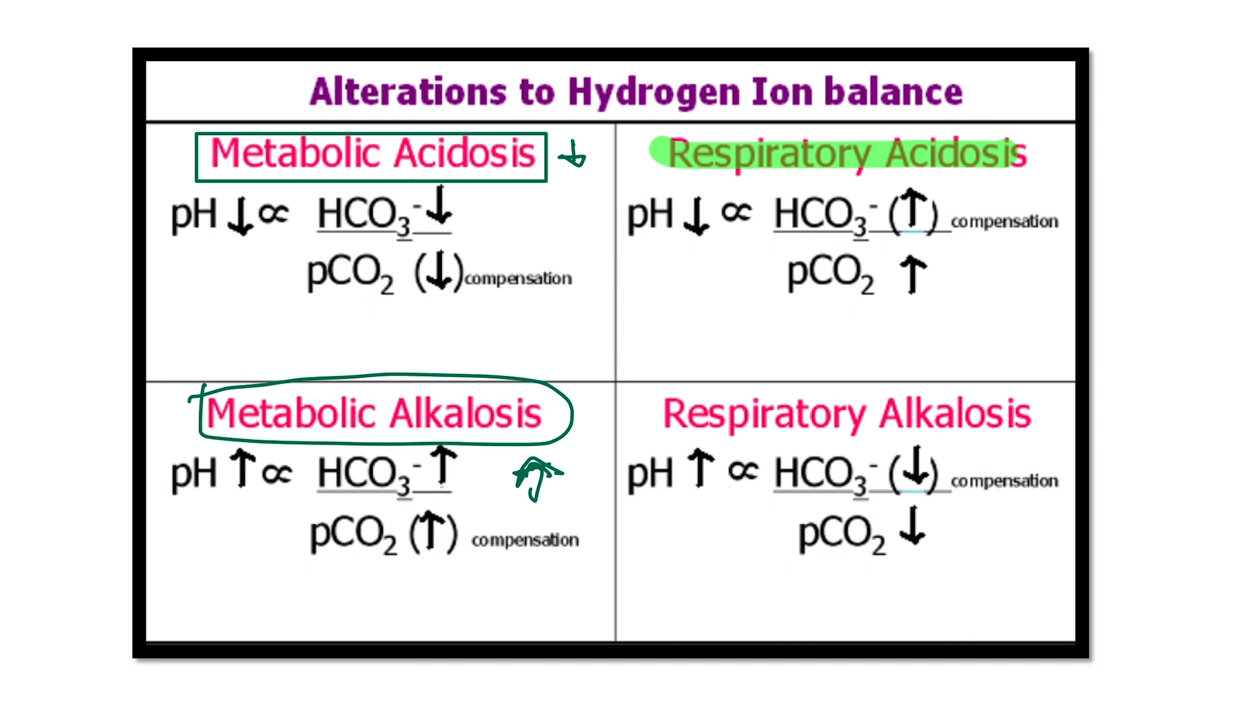 Alterations to Hydrogen Ion balance
Metabolic Acidosis ↓
pH ↓ ∝ HCO₃⁻ ↓
pCO₂ (↓) compensation
Respiratory Acidosis
pH ↓ ∝ HCO₃⁻ (↑) compensation
pCO₂ ↑
Metabolic Alkalosis
pH ↑ ∝ HCO₃⁻ ↑ ↑
pCO₂ (↑) compensation
Respiratory Alkalosis
pH ↑ ∝ HCO₃⁻ (↓) compensation
pCO₂ ↓